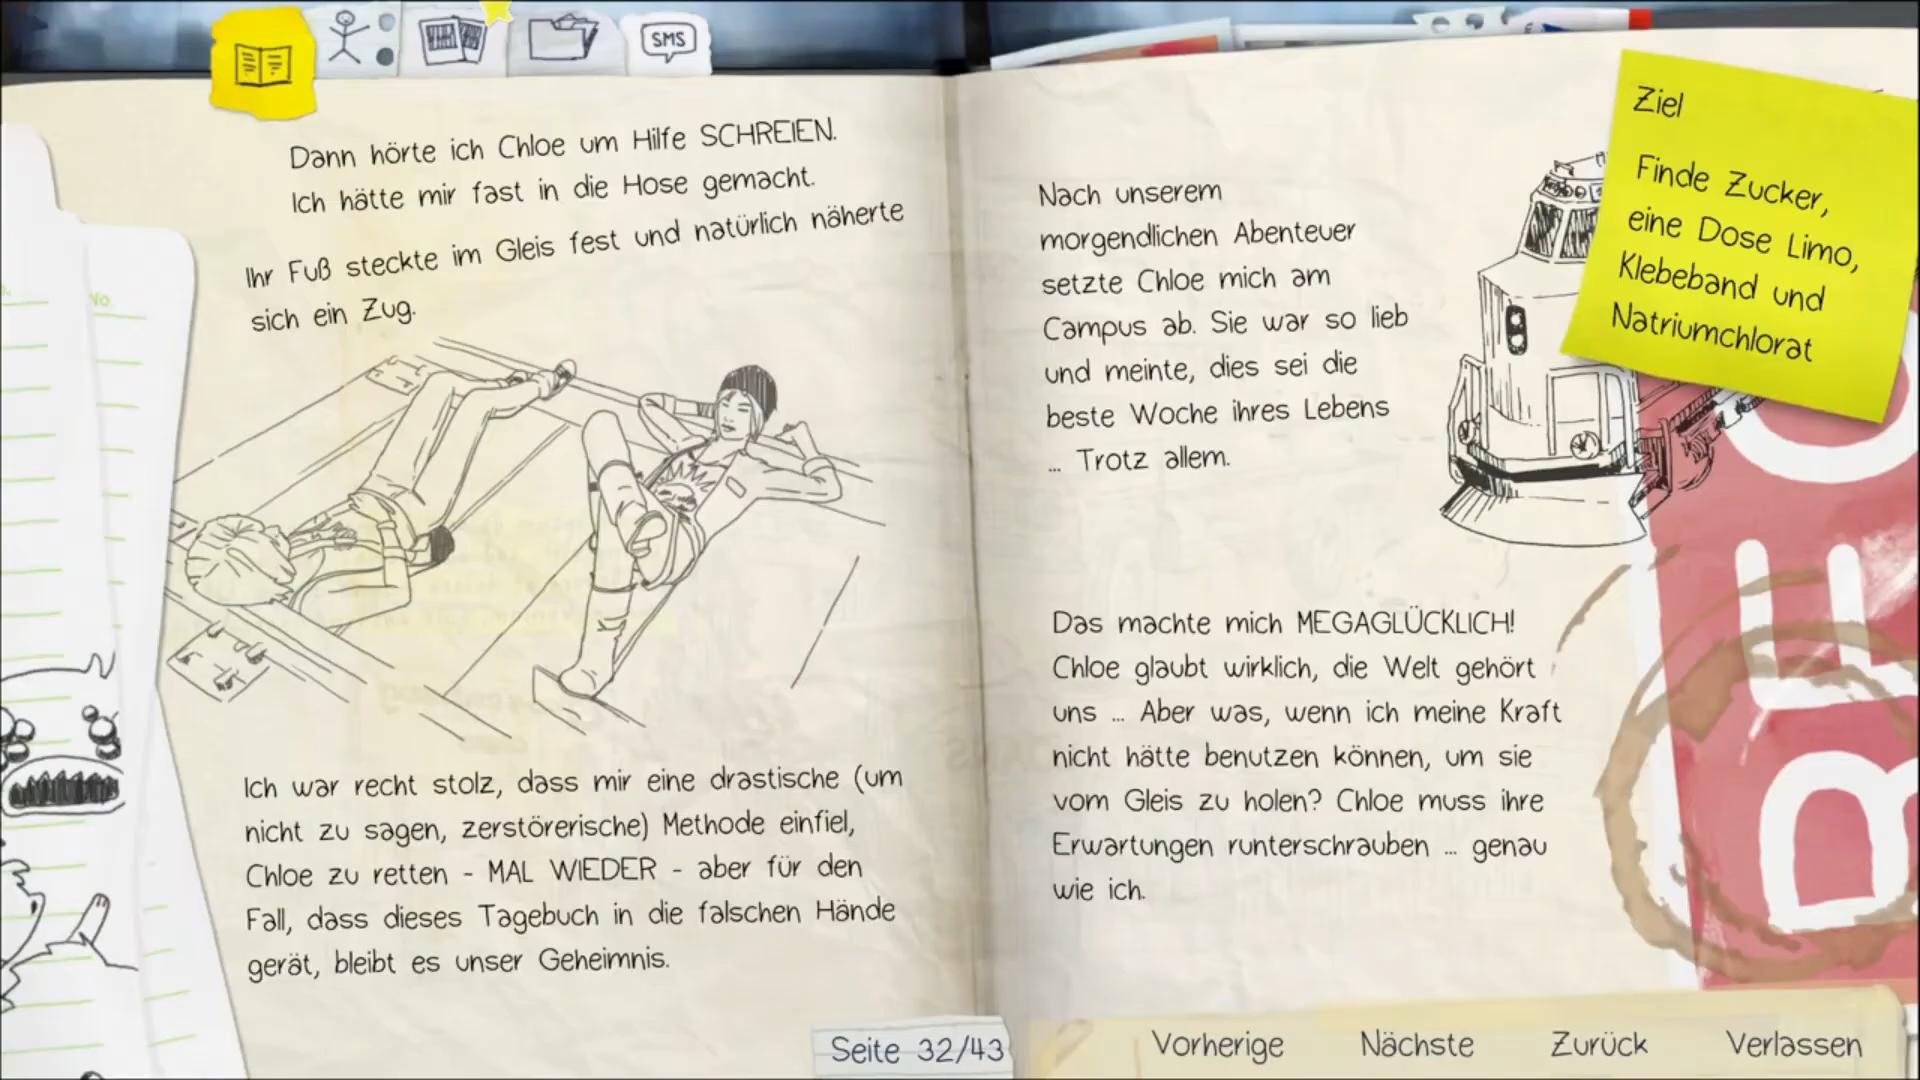 SMS
Dann hörte ich Chloe um Hilfe SCHREIEN.
Ich hätte mir fast in die Hose gemacht.
Ihr Fuß steckte im Gleis fest und natürlich näherte
sich ein Zug.
Ich war recht stolz, dass mir eine drastische (um
nicht zu sagen, zerstörerische) Methode einfiel,
Chloe zu retten - MAL WIEDER - aber für den
Fall, dass dieses Tagebuch in die falschen Hände
gerät, bleibt es unser Geheimnis.
Nach unserem
morgendlichen Abenteuer
setzte Chloe mich am
Campus ab. Sie war so lieb
und meinte, dies sei die
beste Woche ihres Lebens
... Trotz allem.
Das machte mich MEGAGLÜCKLICH!
Chloe glaubt wirklich, die Welt gehört
uns ... Aber was, wenn ich meine Kraft
nicht hätte benutzen können, um sie
vom Gleis zu holen? Chloe muss ihre
Erwartungen runterschrauben ... genau
wie ich.
Ziel
Finde Zucker,
eine Dose Limo,
Klebeband und
Natriumchlorat
No.
Seite 32/43
Vorherige
Nächste
Zurück
Verlassen